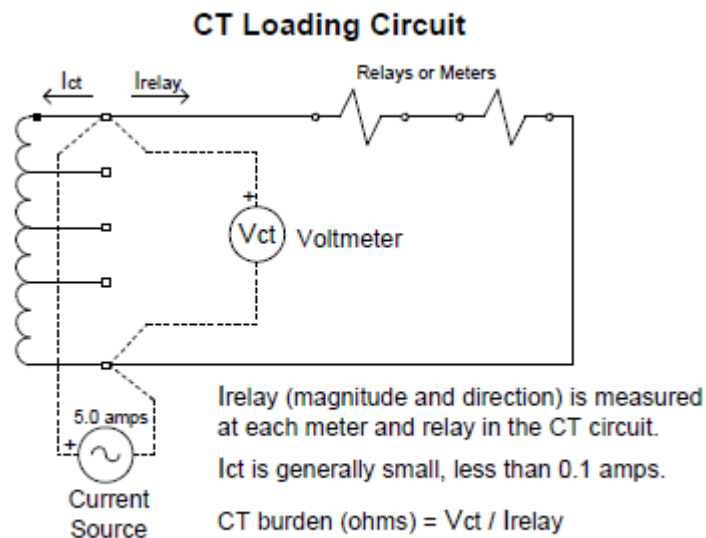 CT Loading Circuit
Relays or Meters
Ict
Irelay
+
Vct
Voltmeter
5.0 amps
+
Current
Source
Irelay (magnitude and direction) is measured
at each meter and relay in the CT circuit.
Ict is generally small, less than 0.1 amps.
CT burden (ohms) = Vct / Irelay